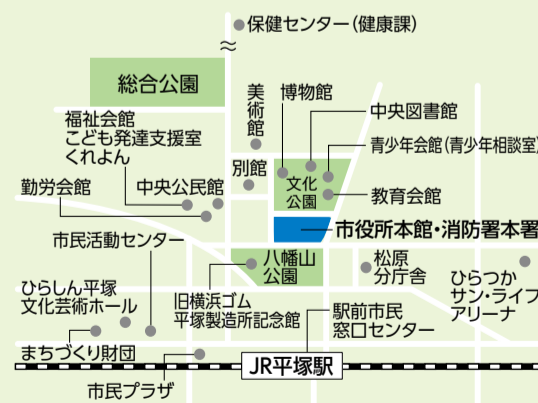 保健センター(健康課)
総合公園
美術館
博物館
中央図書館
福祉会館
こども発達支援室
くれよん
青少年会館(青少年相談室)
別館
文化
公園
勤労会館
中央公民館
教育会館
市役所本館・消防署本署
市民活動センター
八幡山
公園
松原
分庁舎
ひらつか
サン・ライフ
アリーナ
ひらしん平塚
文化芸術ホール
旧横浜ゴム
平塚製造所記念館
駅前市民
窓口センター
まちづくり財団
JR平塚駅
市民プラザ